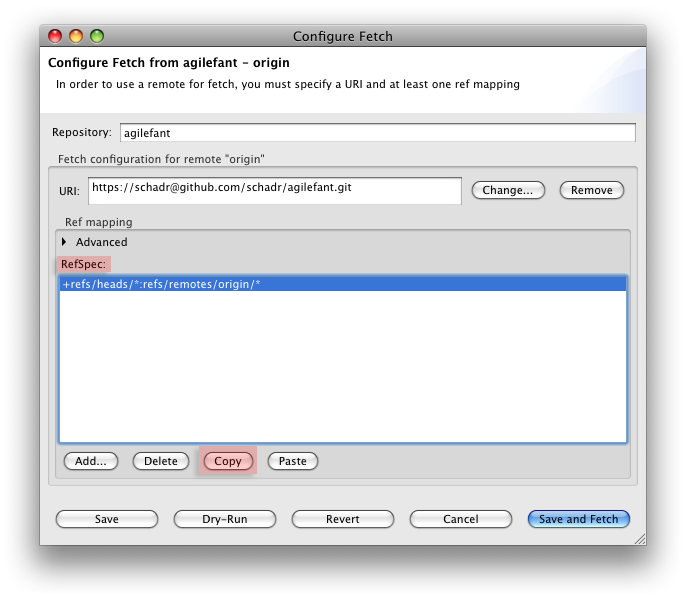 Configure Fetch
Configure Fetch from agilefant - origin
In order to use a remote for fetch, you must specify a URI and at least one ref mapping
Repository: agilefant
Fetch configuration for remote "origin"
URI: https://schadr@github.com/schadr/agilefant.git Change... Remove
Ref mapping
Advanced
RefSpec:
+refs/heads/*:refs/remotes/origin/*
Add... Delete Copy Paste
Save Dry-Run Revert Cancel Save and Fetch